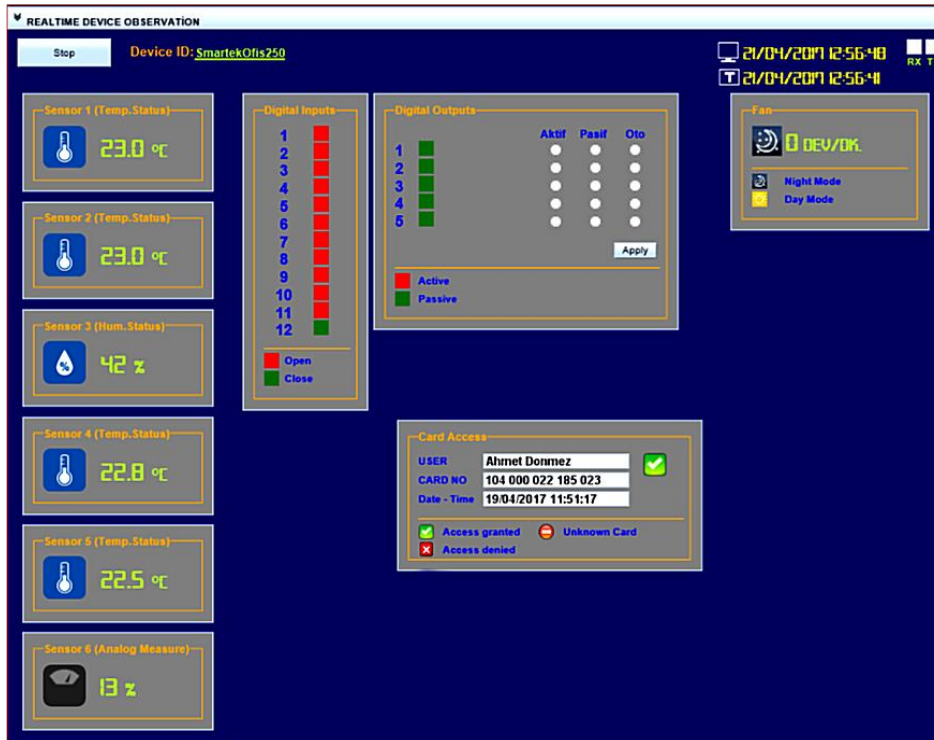 REALTIME DEVICE OBSERVATİON
Stop
Device ID: SmartekOfis250
21/04/2017 12:56:48
RX T
T 21/04/2017 12:56:41
Sensor 1 (Temp.Status)
23.0 °C
Sensor 2 (Temp.Status)
23.0 °C
Sensor 3 (Hum.Status)
%
42 %
Sensor 4 (Temp.Status)
22.8 °C
Sensor 5 (Temp.Status)
22.5 °C
Sensor 6 (Analog Measure)
13 %
Digital Inputs
1
2
3
4
5
6
7
8
9
10
11
12
Open
Close
Digital Outputs
Aktif Pasif Oto
1
2
3
4
5
Apply
Active
Passive
Fan
0 DEV/DK.
Night Mode
Day Mode
Card Access
USER Ahmet Donmez
CARD NO 104 000 022 185 023
Date - Time 19/04/2017 11:51:17
Access granted Unknown Card
Access denied